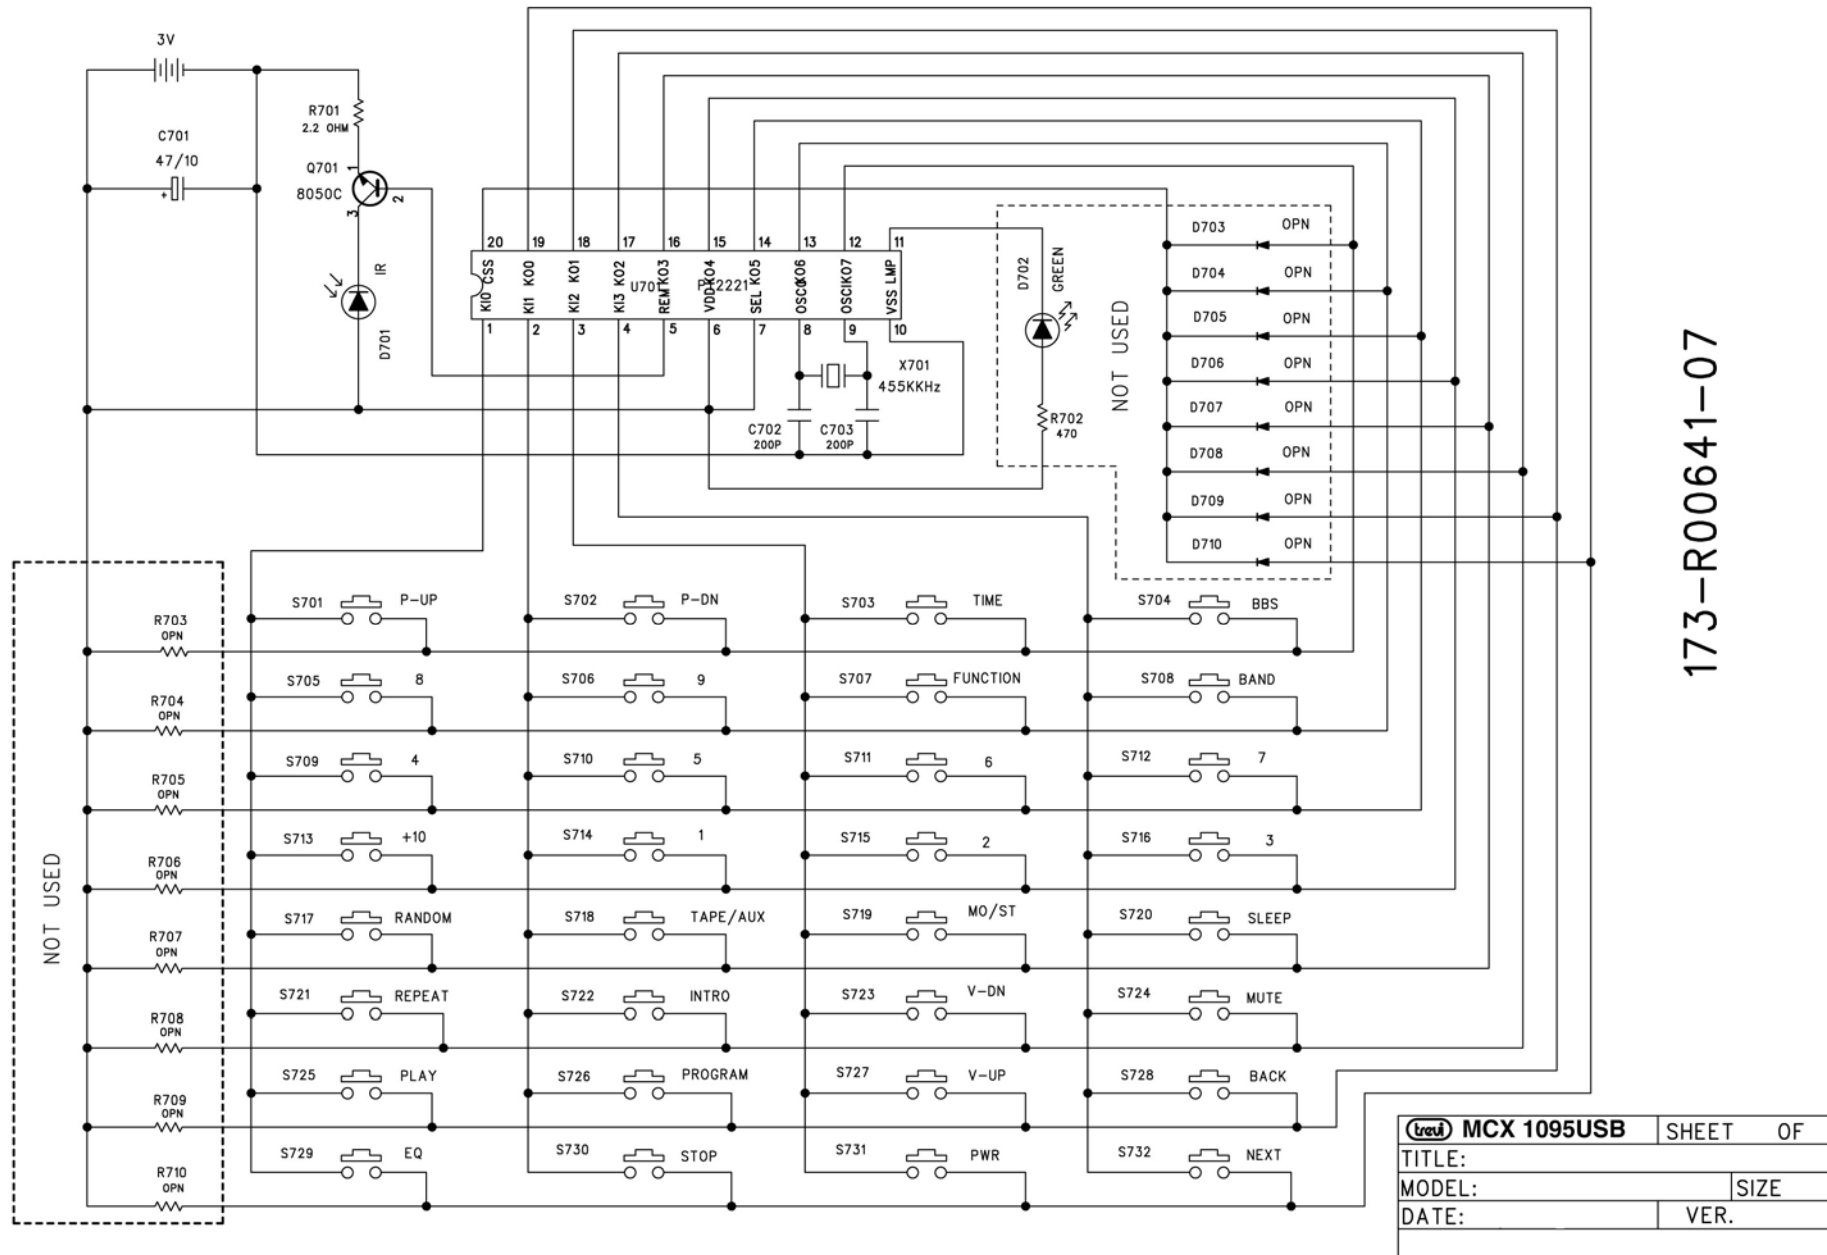 3V
R701
2.2 OHM
C701
47/10
Q701
8050C
1
2
3
IR
D701
20 19 18 17 16 15 14 13 12 11
CSS KO0 KO1 KO2 KO3 KO4 KO5 KO6 KO7 LMP
U701
KI0 KI1 KI2 KI3 REM VDD SEL OSCO OSCI VSS
1 2 3 4 5 6 7 8 9 10
X701
455KKHz
C702
200P
C703
200P
D702
GREEN
R702
470
NOT USED
D703 OPN
D704 OPN
D705 OPN
D706 OPN
D707 OPN
D708 OPN
D709 OPN
D710 OPN
173-R00641-07
NOT USED
R703
OPN
S701 P-UP
S702 P-DN
S703 TIME
S704 BBS
R704
OPN
S705 8
S706 9
S707 FUNCTION
S708 BAND
R705
OPN
S709 4
S710 5
S711 6
S712 7
R706
OPN
S713 +10
S714 1
S715 2
S716 3
R707
OPN
S717 RANDOM
S718 TAPE/AUX
S719 MO/ST
S720 SLEEP
R708
OPN
S721 REPEAT
S722 INTRO
S723 V-DN
S724 MUTE
R709
OPN
S725 PLAY
S726 PROGRAM
S727 V-UP
S728 BACK
R710
OPN
S729 EQ
S730 STOP
S731 PWR
S732 NEXT
trevi MCX 1095USB SHEET OF
TITLE:
MODEL: SIZE
DATE: VER.